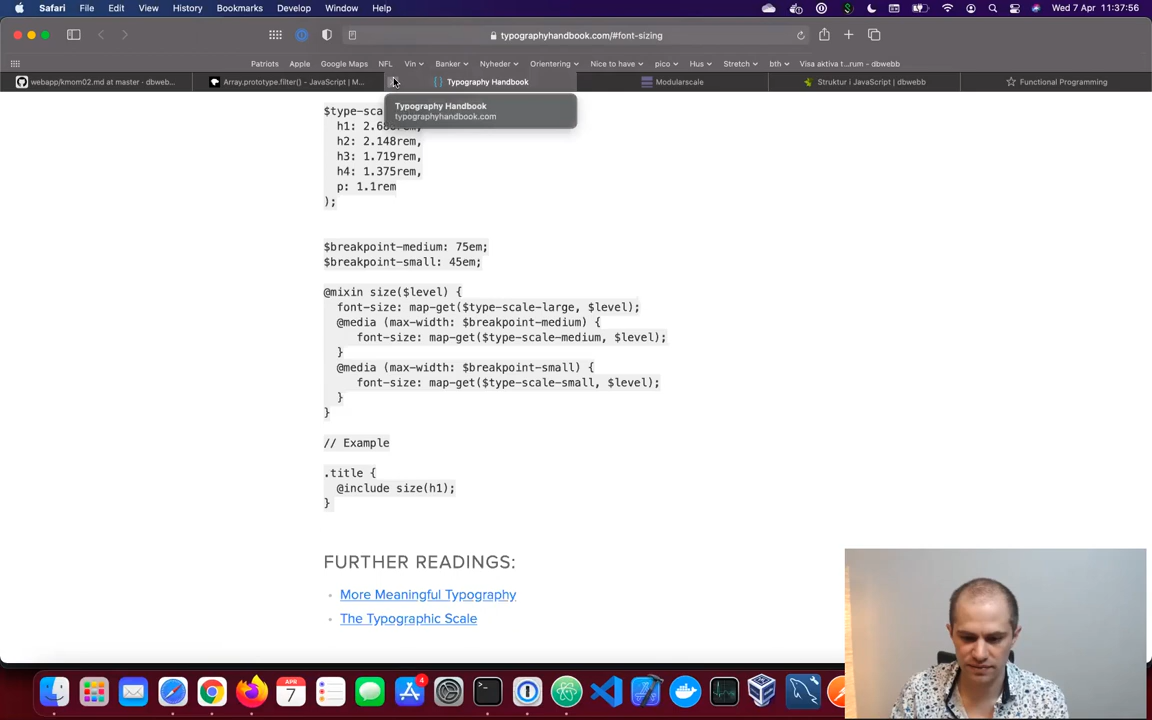 Safari File Edit View History Bookmarks Develop Window Help Wed 7 Apr 11:37:56
typographyhandbook.com/#font-sizing
Patriots Apple Google Maps NFL Vin Banker Nyheder Orientering Nice to have pico Hus Stretch bth Visa aktiva t...rum - dbwebb
webapp/kmom02.md at master · dbweb... Array.prototype.filter() - JavaScript | M... Typography Handbook Modularscale Struktur i JavaScript | dbwebb Functional Programming
Typography Handbook
typographyhandbook.com
$type-sca
h1: 2.68
h2: 2.148rem,
h3: 1.719rem,
h4: 1.375rem,
p: 1.1rem
);
$breakpoint-medium: 75em;
$breakpoint-small: 45em;
@mixin size($level) {
font-size: map-get($type-scale-large, $level);
@media (max-width: $breakpoint-medium) {
font-size: map-get($type-scale-medium, $level);
}
@media (max-width: $breakpoint-small) {
font-size: map-get($type-scale-small, $level);
}
}
// Example
.title {
@include size(h1);
}
FURTHER READINGS:
More Meaningful Typography
The Typographic Scale
APR
7
4